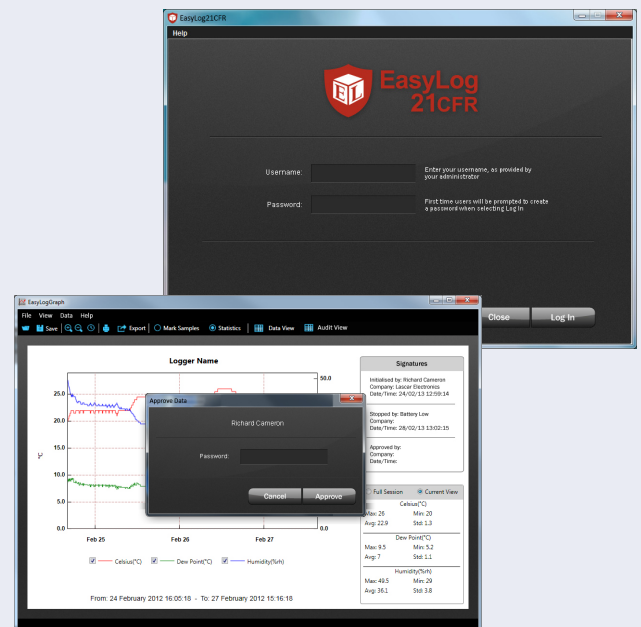 EasyLog21CFR
Help
EL
EasyLog
21CFR
Username:
Enter your username, as provided by
your administrator
Password:
First time users will be prompted to create
a password when selecting Log In
Close
Log In
EasyLogGraph
File View Data Help
Save
Export
Mark Samples
Statistics
Data View
Audit View
Logger Name
°C
25.0
20.0
15.0
10.0
5.0
0.0
50.0
0.0
Feb 25
Feb 26
Feb 27
Celsius(°C)
Dew Point(°C)
Humidity(%rh)
From: 24 February 2012 16:05:18 - To: 27 February 2012 15:16:18
Approve Data
Richard Cameron
Password:
Cancel
Approve
Signatures
Initialised by: Richard Cameron
Company: Lascar Electronics
Date/Time: 24/02/13 12:59:14
Stopped by: Battery Low
Company:
Date/Time: 28/02/13 13:02:15
Approved by:
Company:
Date/Time:
Full Session
Current View
Celsius(°C)
Max: 26 Min: 20
Avg: 22.9 Std: 1.3
Dew Point(°C)
Max: 9.5 Min: 5.2
Avg: 7 Std: 1.1
Humidity(%rh)
Max: 49.5 Min: 29
Avg: 36.1 Std: 3.8